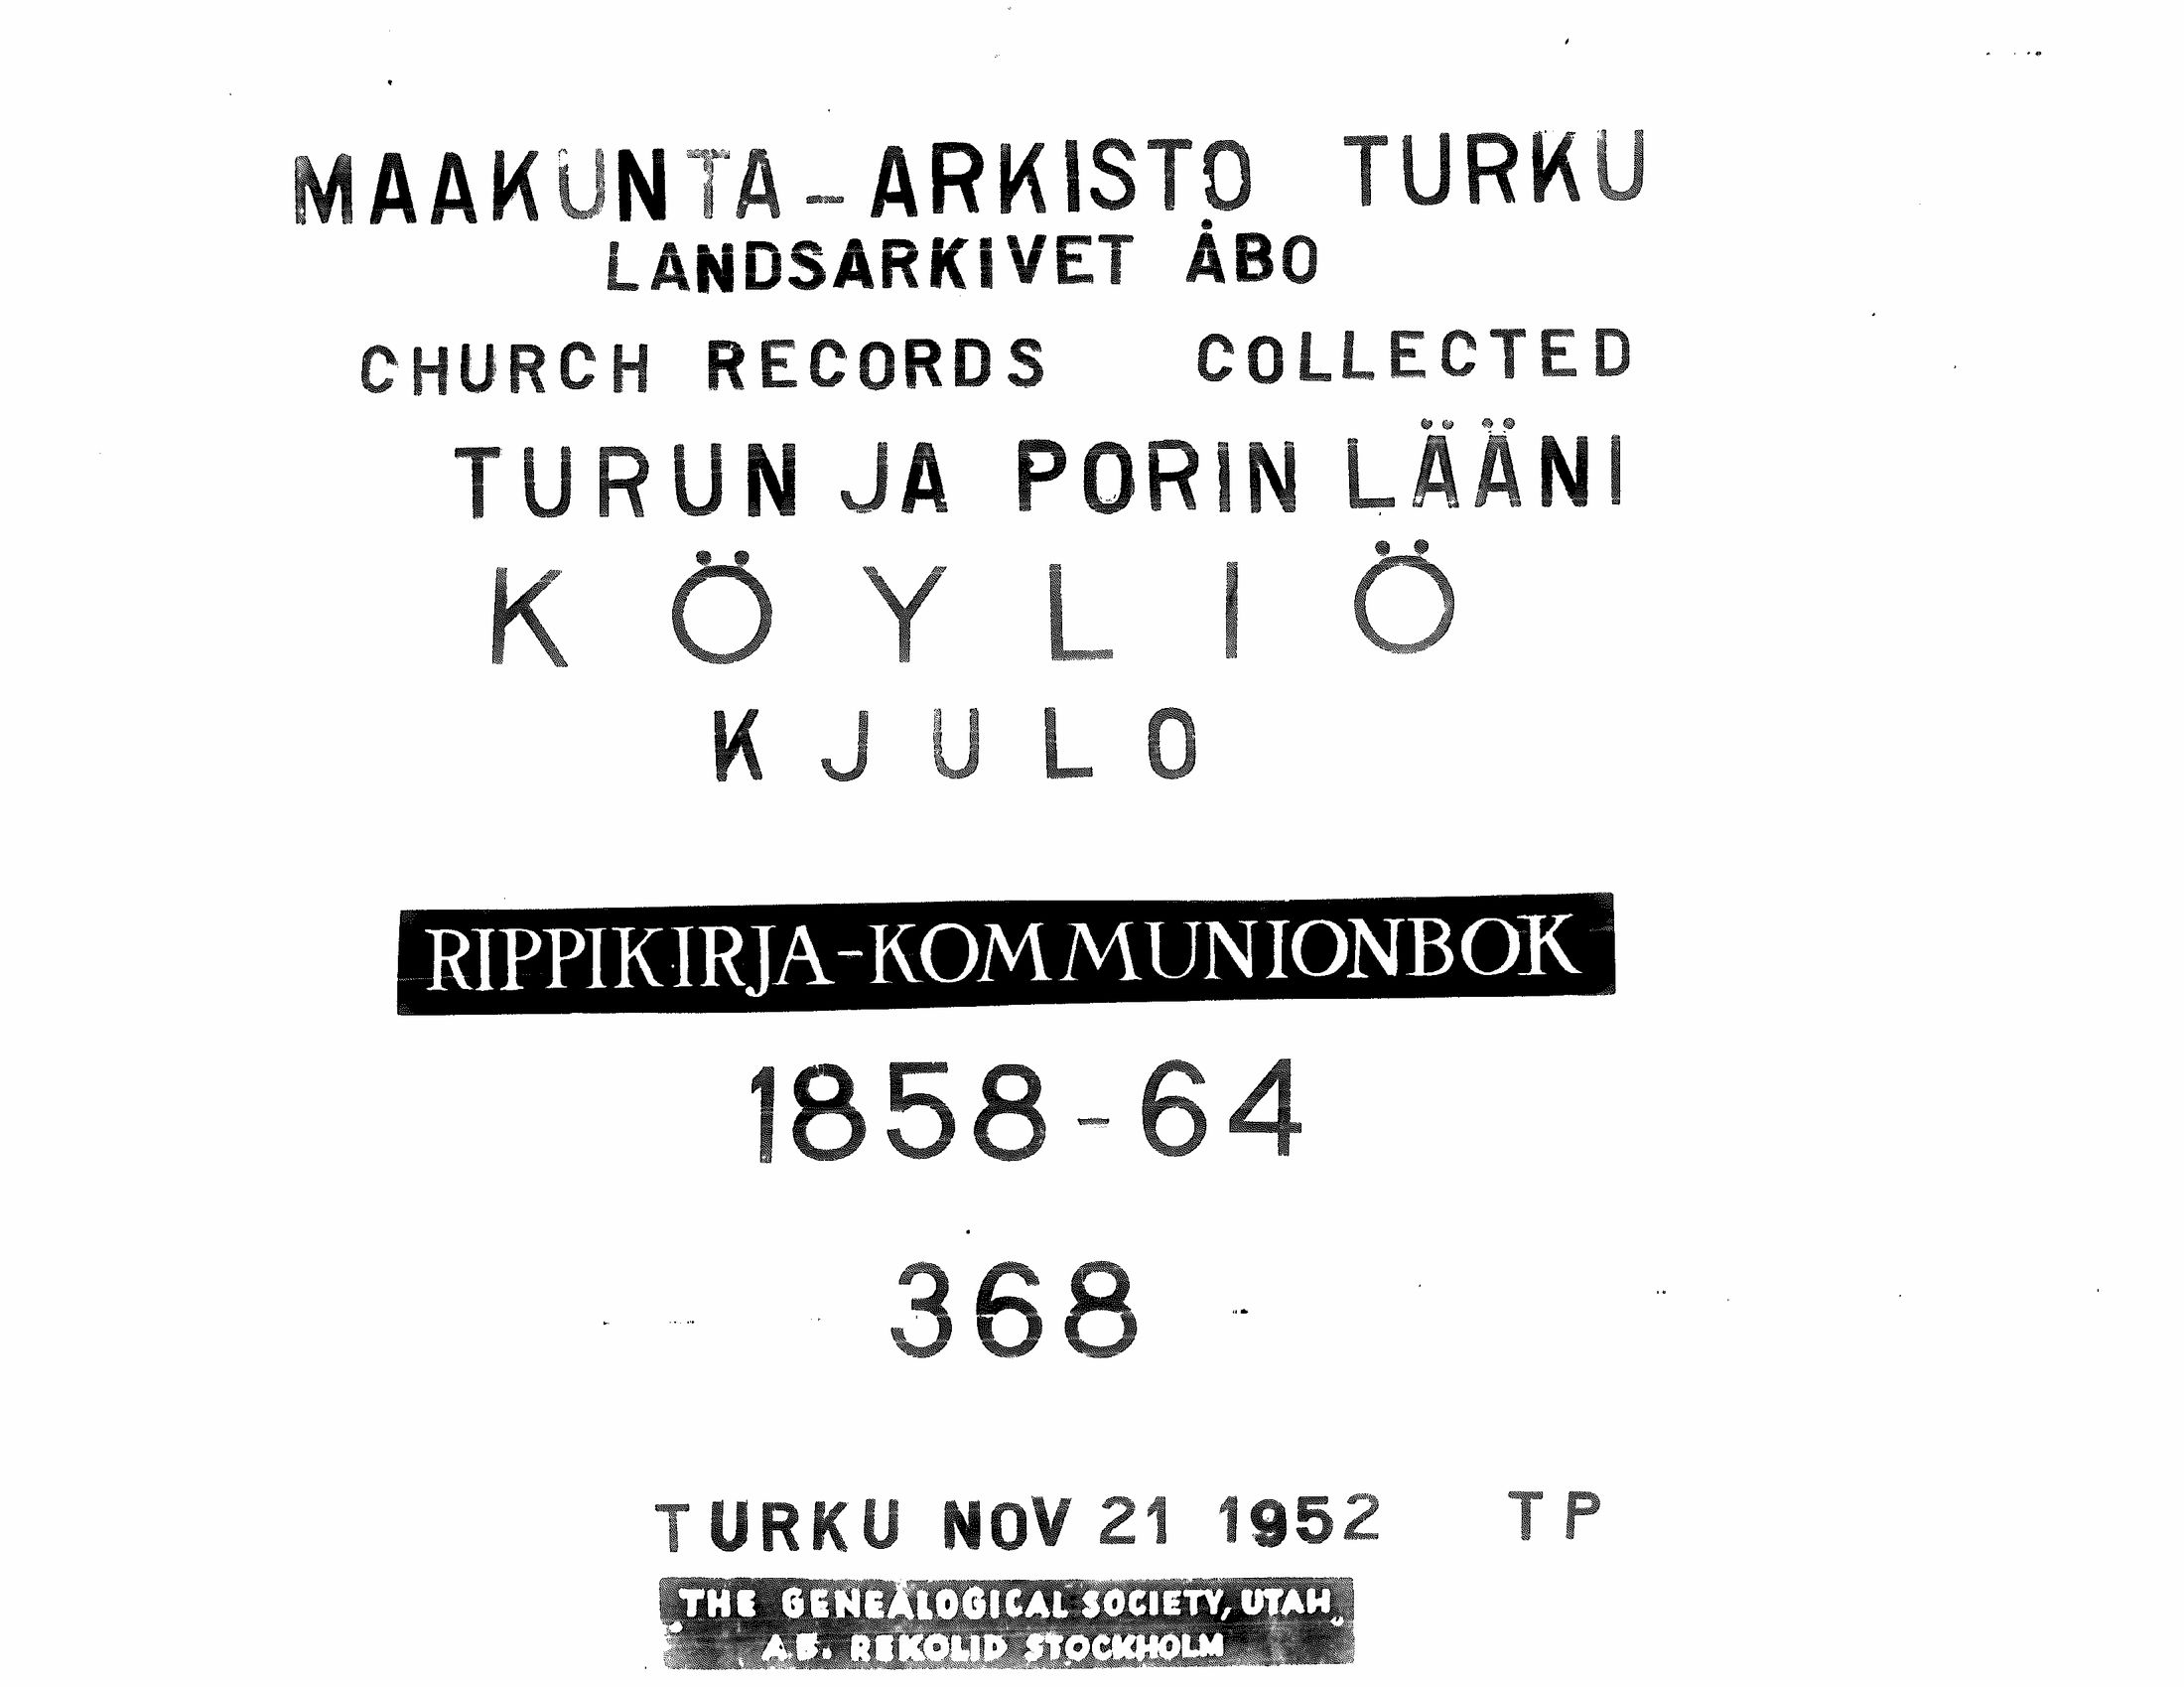 MAAKUNTA-ARKISTO TURKU
LANDSARKIVET ÅBO
CHURCH RECORDS COLLECTED
TURUN JA PORIN LÄÄNI
KÖYLIÖ
KJULO
RIPPIKIRJA-KOMMUNIONBOK
1858-64
368
TURKU NOV 21 1952 TP
THE GENEALOGICAL SOCIETY, UTAH
A.B. REKOLID STOCKHOLM